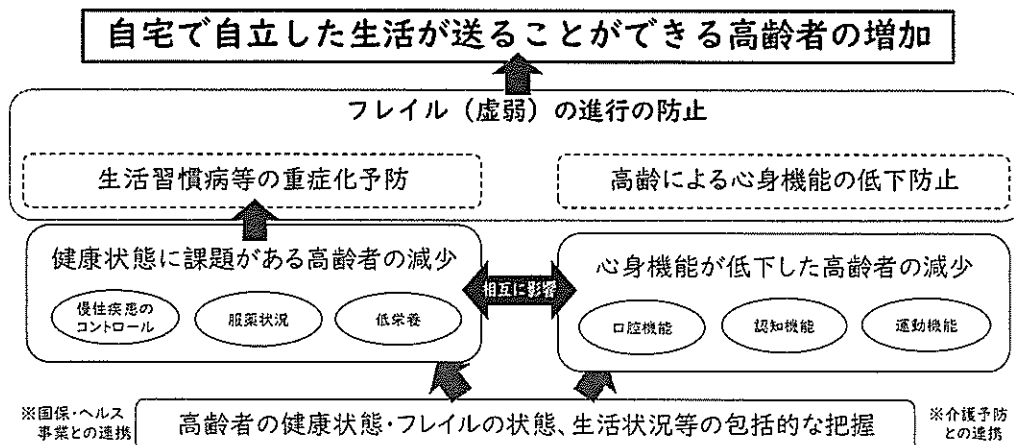 自宅で自立した生活が送ることができる高齢者の増加
フレイル（虚弱）の進行の防止
生活習慣病等の重症化予防
高齢による心身機能の低下防止
健康状態に課題がある高齢者の減少
慢性疾患の
コントロール
服薬状況
低栄養
相互に影響
心身機能が低下した高齢者の減少
口腔機能
認知機能
運動機能
※国保・ヘルス
事業との連携
高齢者の健康状態・フレイルの状態、生活状況等の包括的な把握
※介護予防
との連携